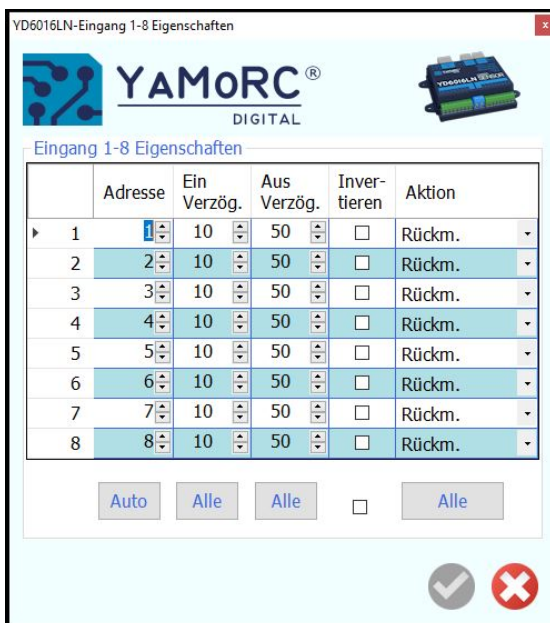 YD6016LN-Eingang 1-8 Eigenschaften
x
YAMORC®
DIGITAL
YD6016LN
SENSOR
Eingang 1-8 Eigenschaften
Adresse Ein Verzög. Aus Verzög. Inver-tieren Aktion
1 1 10 50 Rückm.
2 2 10 50 Rückm.
3 3 10 50 Rückm.
4 4 10 50 Rückm.
5 5 10 50 Rückm.
6 6 10 50 Rückm.
7 7 10 50 Rückm.
8 8 10 50 Rückm.
Auto Alle Alle Alle